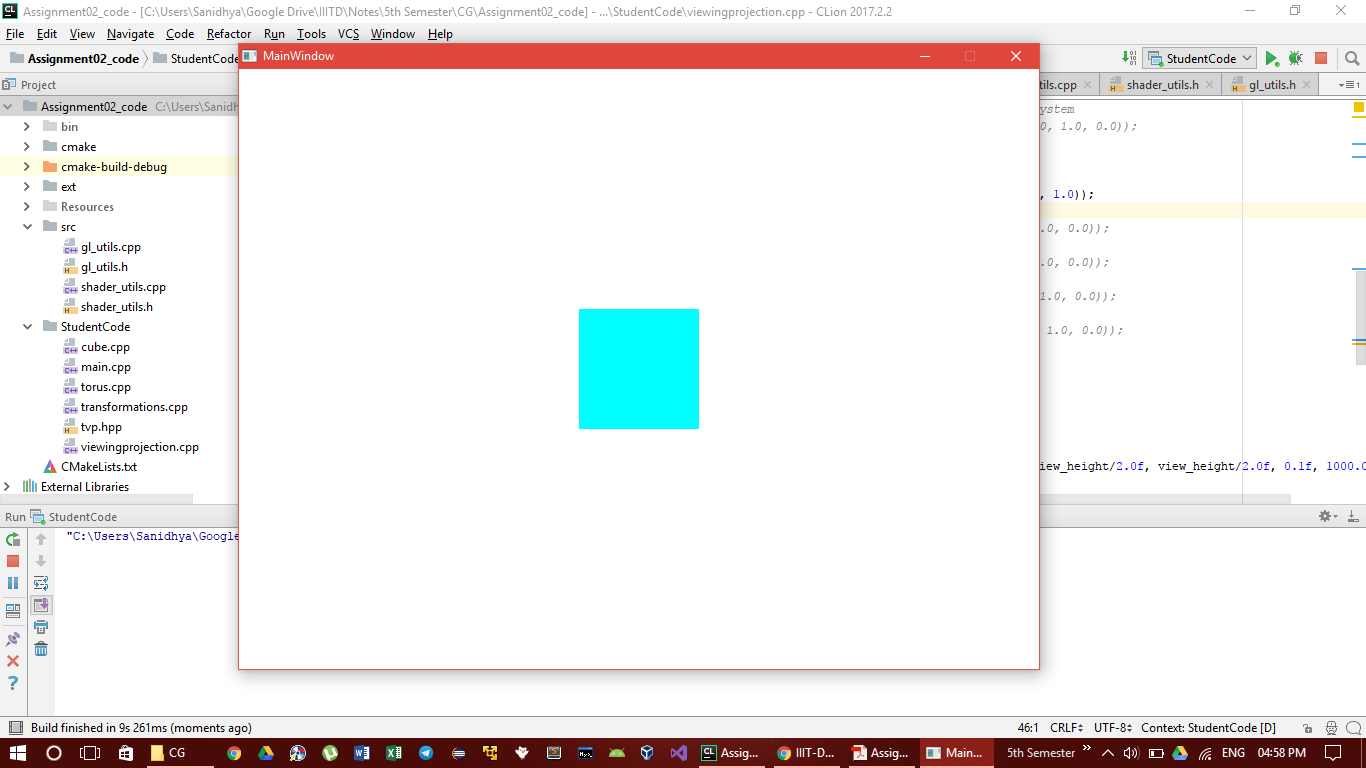 Assignment02_code - [C:\Users\Sanidhya\Google Drive\IIITD\Notes\5th Semester\CG\Assignment02_code] - ...\StudentCode\viewingprojection.cpp - CLion 2017.2.2
File Edit View Navigate Code Refactor Run Tools VCS Window Help
Assignment02_code StudentCode StudentCode
MainWindow
Project tils.cpp shader_utils.h gl_utils.h
Assignment02_code C:\Users\Sanidh
ystem
bin
0, 1.0, 0.0));
cmake
cmake-build-debug
ext
, 1.0));
Resources
src
.0, 0.0));
gl_utils.cpp
gl_utils.h
.0, 0.0));
shader_utils.cpp
shader_utils.h
1.0, 0.0));
StudentCode
1.0, 0.0));
cube.cpp
main.cpp
torus.cpp
transformations.cpp
tvp.hpp
viewingprojection.cpp
CMakeLists.txt
iew_height/2.0f, view_height/2.0f, 0.1f, 1000.0
External Libraries
Run StudentCode
"C:\Users\Sanidhya\Google
Build finished in 9s 261ms (moments ago) 46:1 CRLF UTF-8 Context: StudentCode [D]
CG Assig... IIIT-D... Assig... Main... 5th Semester ENG 04:58 PM